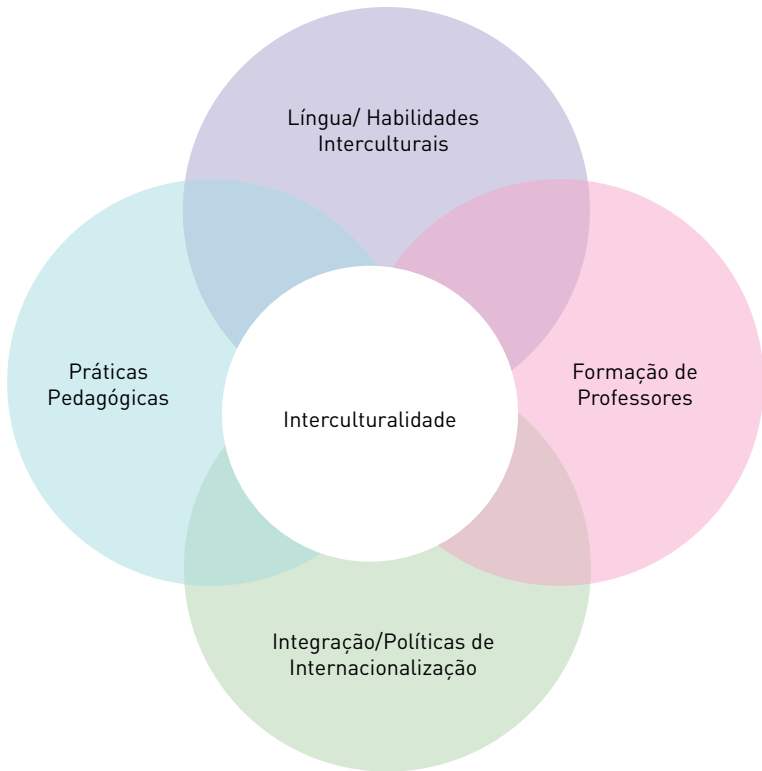 Língua/ Habilidades
Interculturais
Práticas
Pedagógicas
Formação de
Professores
Interculturalidade
Integração/Políticas de
Internacionalização